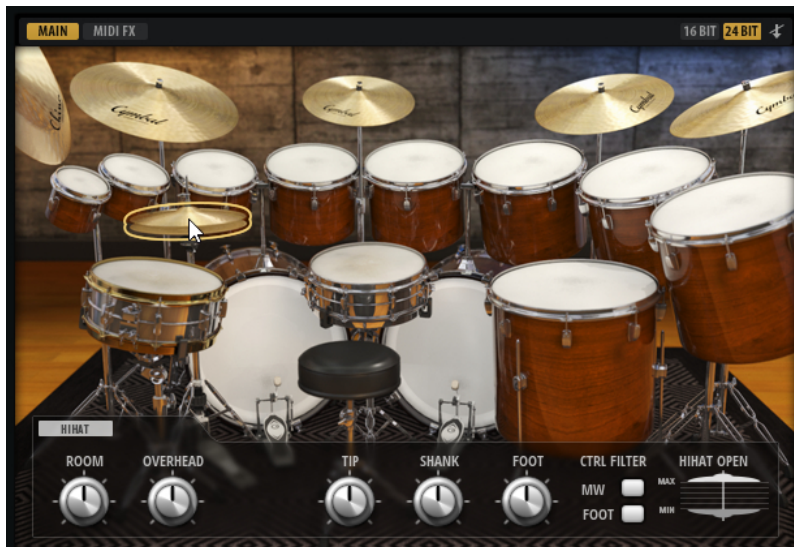 MAIN MIDI FX 16 BIT 24 BIT
China Cymbal Cymbal Cymbal
HIHAT
ROOM OVERHEAD TIP SHANK FOOT CTRL FILTER HIHAT OPEN
MW MAX
FOOT MIN